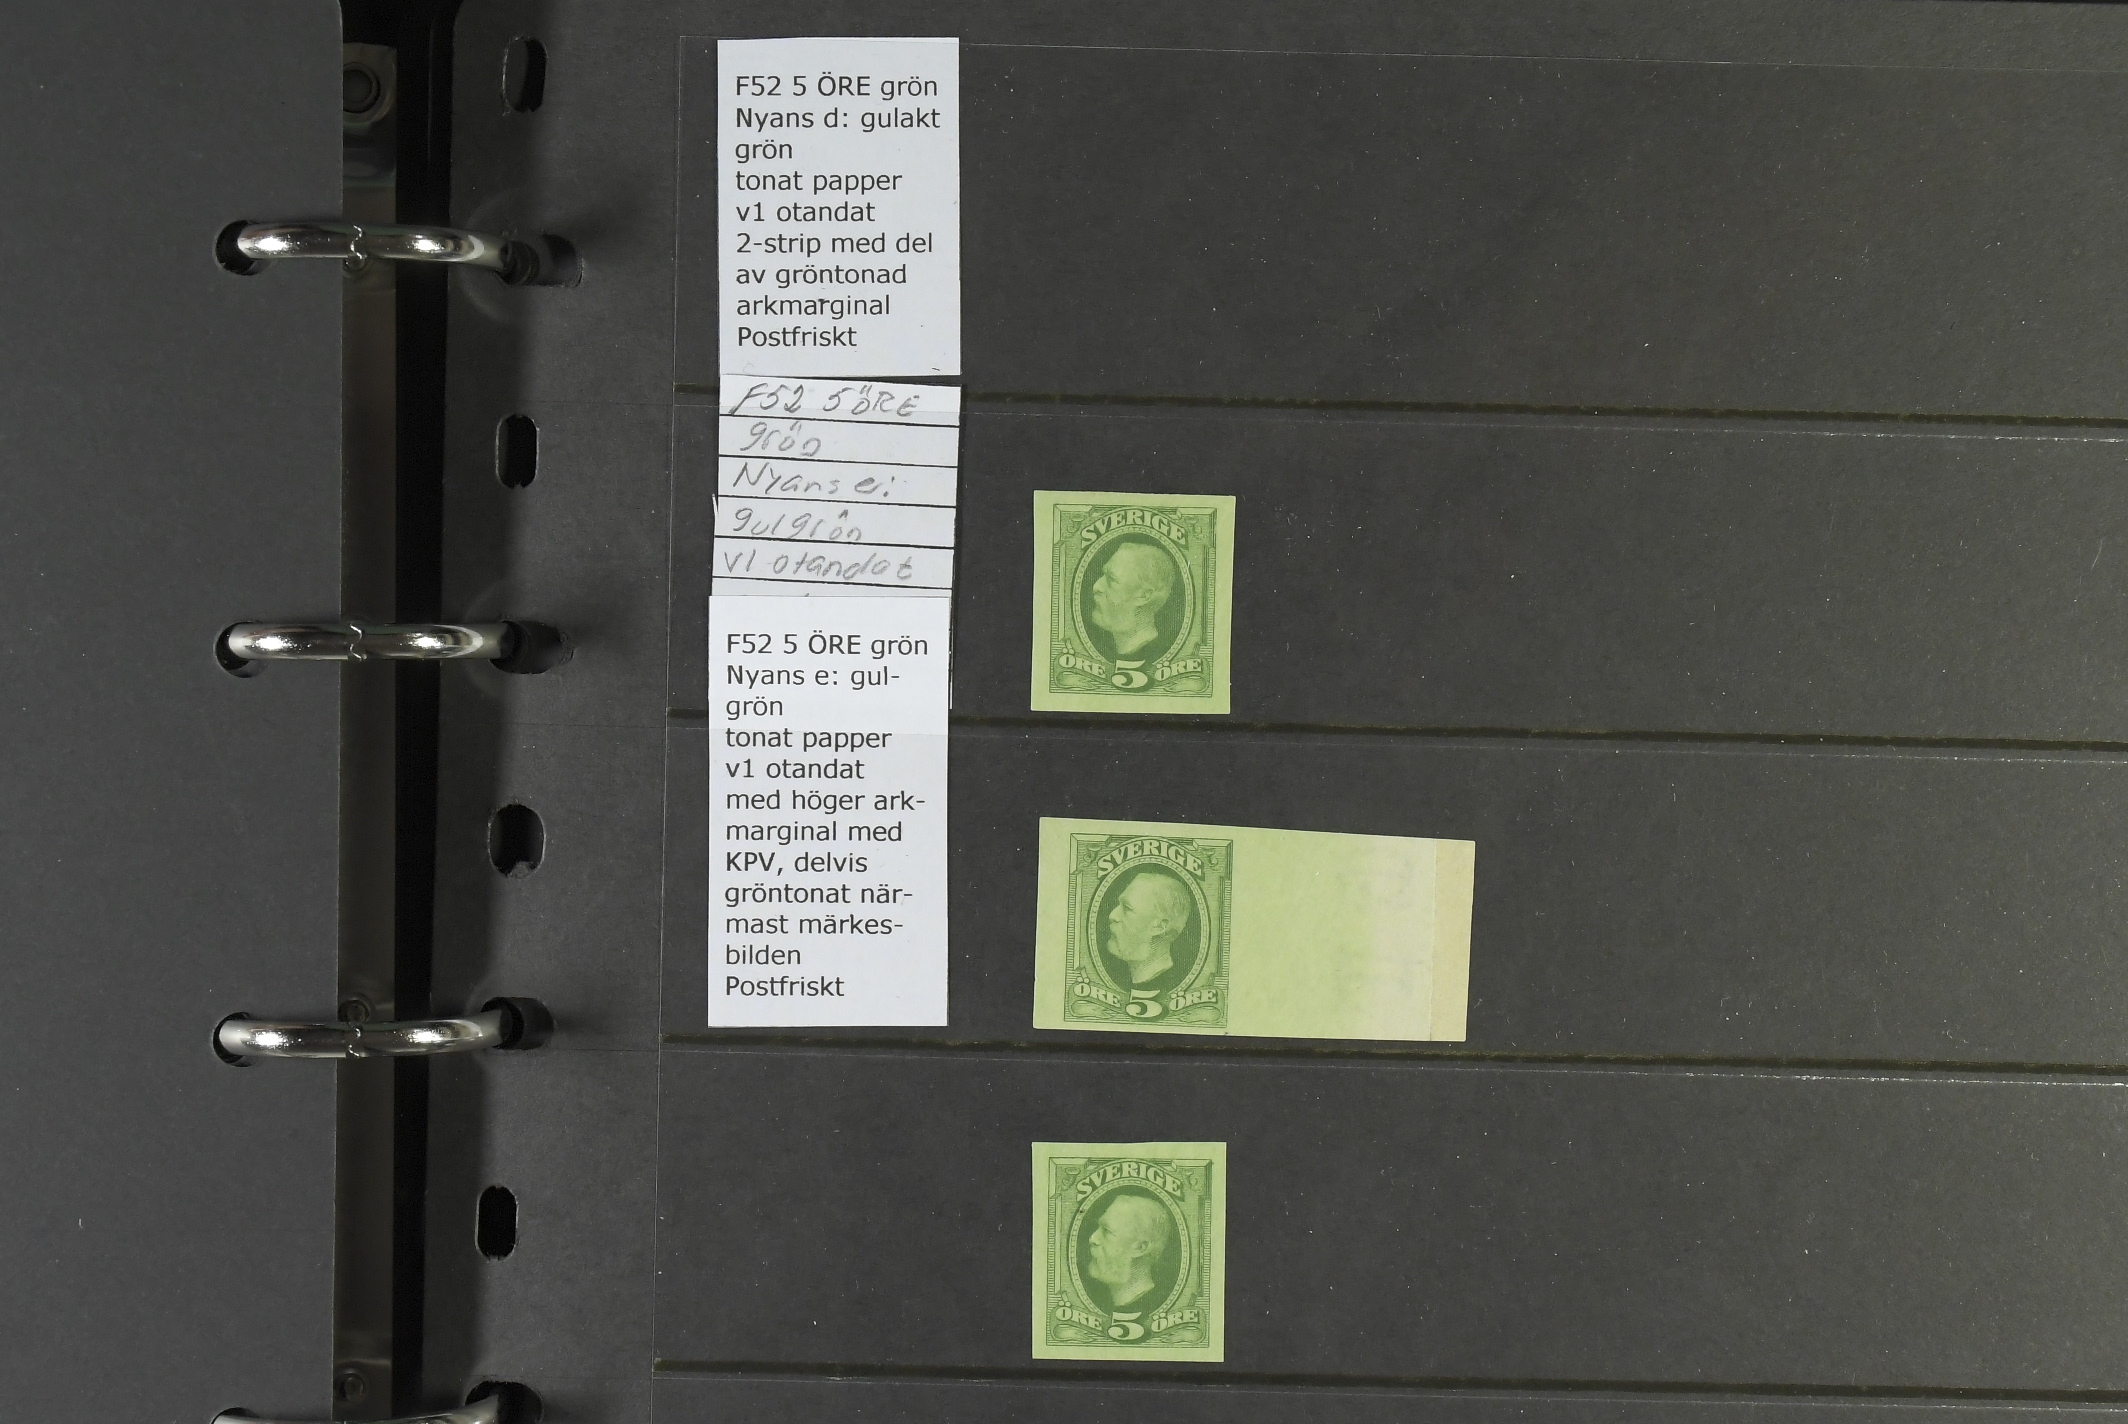 F52 5 ÖRE grön
Nyans d: gulakt
grön
tonat papper
v1 otandat
2-strip med del
av gröntonad
arkmarginal
Postfriskt
F52 5 ÖRE
grön
Nyans e:
gulgrön
v1 otandat
F52 5 ÖRE grön
Nyans e: gul-
grön
tonat papper
v1 otandat
med höger ark-
marginal med
KPV, delvis
gröntonat när-
mast märkes-
bilden
Postfriskt
SVERIGE
ÖRE 5 ÖRE
SVERIGE
ÖRE 5 ÖRE
SVERIGE
ÖRE 5 ÖRE